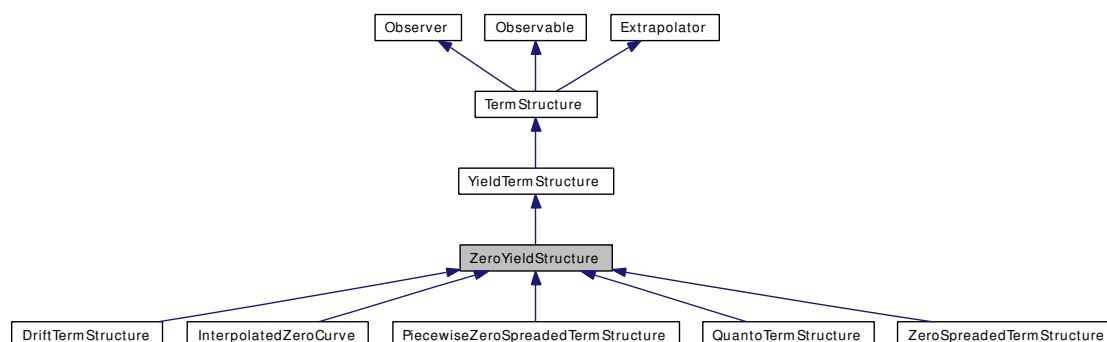 Observer Observable Extrapolator
TermStructure
YieldTermStructure
ZeroYieldStructure
DriftTermStructure InterpolatedZeroCurve PiecewiseZeroSpreadedTermStructure QuantoTermStructure ZeroSpreadedTermStructure